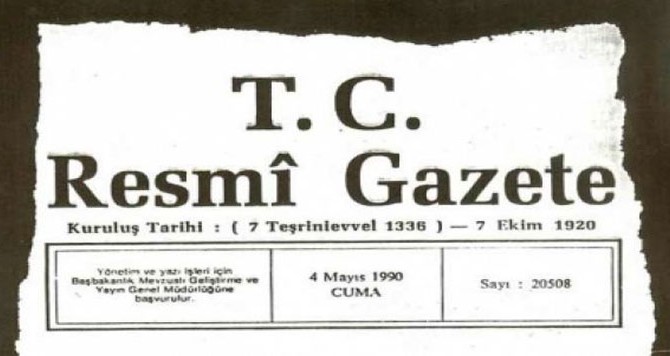 T. C.
Resmî Gazete
Kuruluş Tarihi : ( 7 Teşrinievvel 1336 ) — 7 Ekim 1920
Yönetim ve yazı işleri için
Başbakanlık Mevzuatı Geliştirme ve
Yayın Genel Müdürlüğüne
başvurulur.
4 Mayıs 1990
CUMA
Sayı : 20508